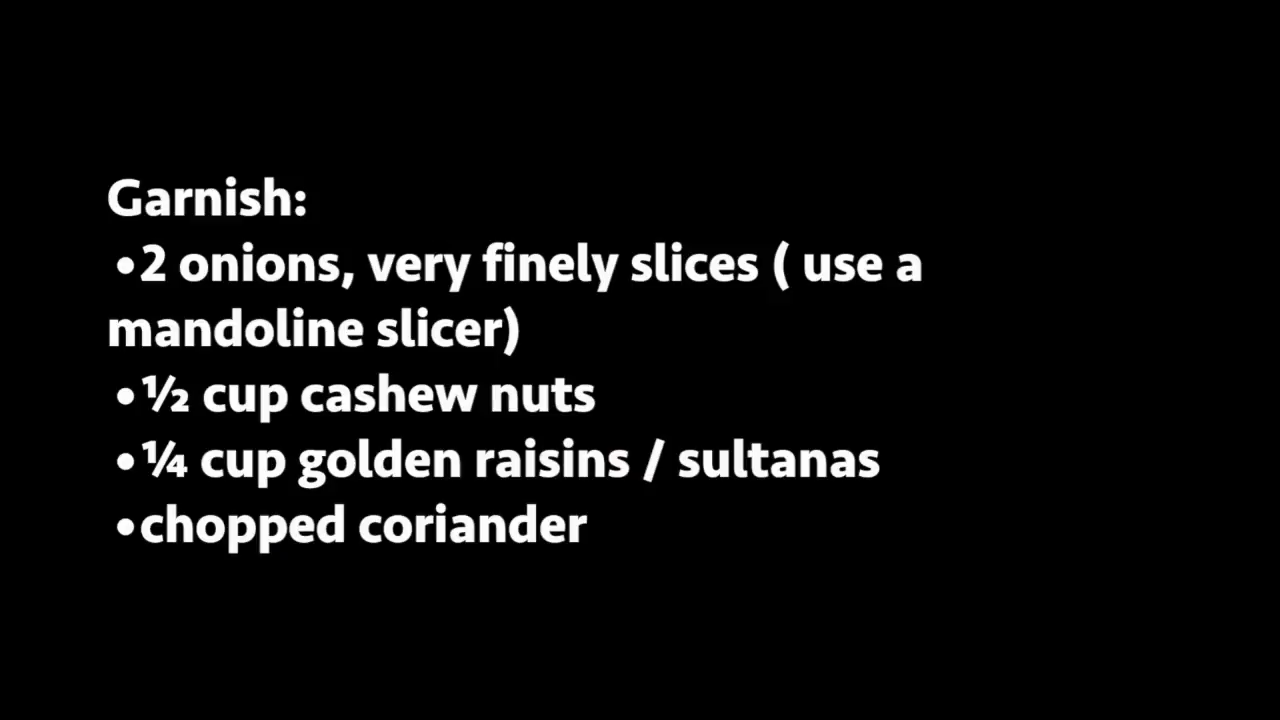 Garnish:
•2 onions, very finely slices ( use a
mandoline slicer)
•½ cup cashew nuts
•¼ cup golden raisins / sultanas
•chopped coriander